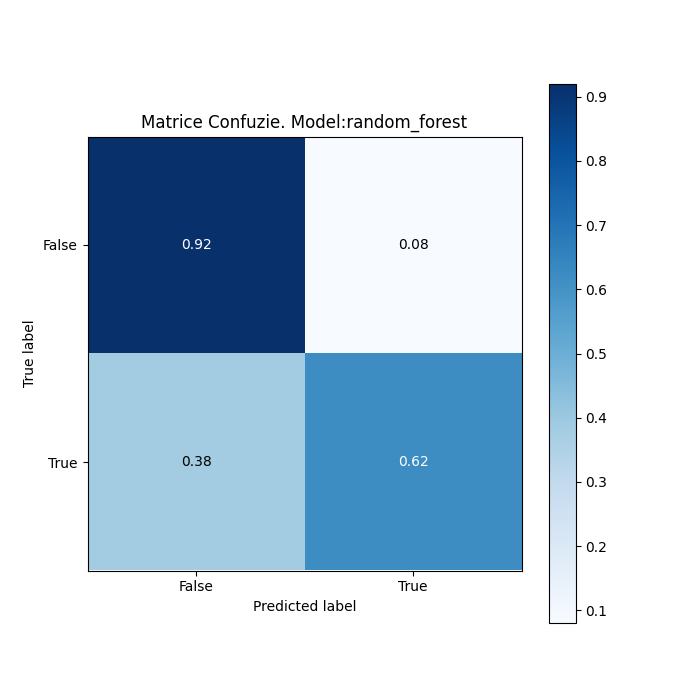 Matrice Confuzie. Model:random_forest
True label
False
0.92
0.08
True
0.38
0.62
False
True
Predicted label
0.9
0.8
0.7
0.6
0.5
0.4
0.3
0.2
0.1